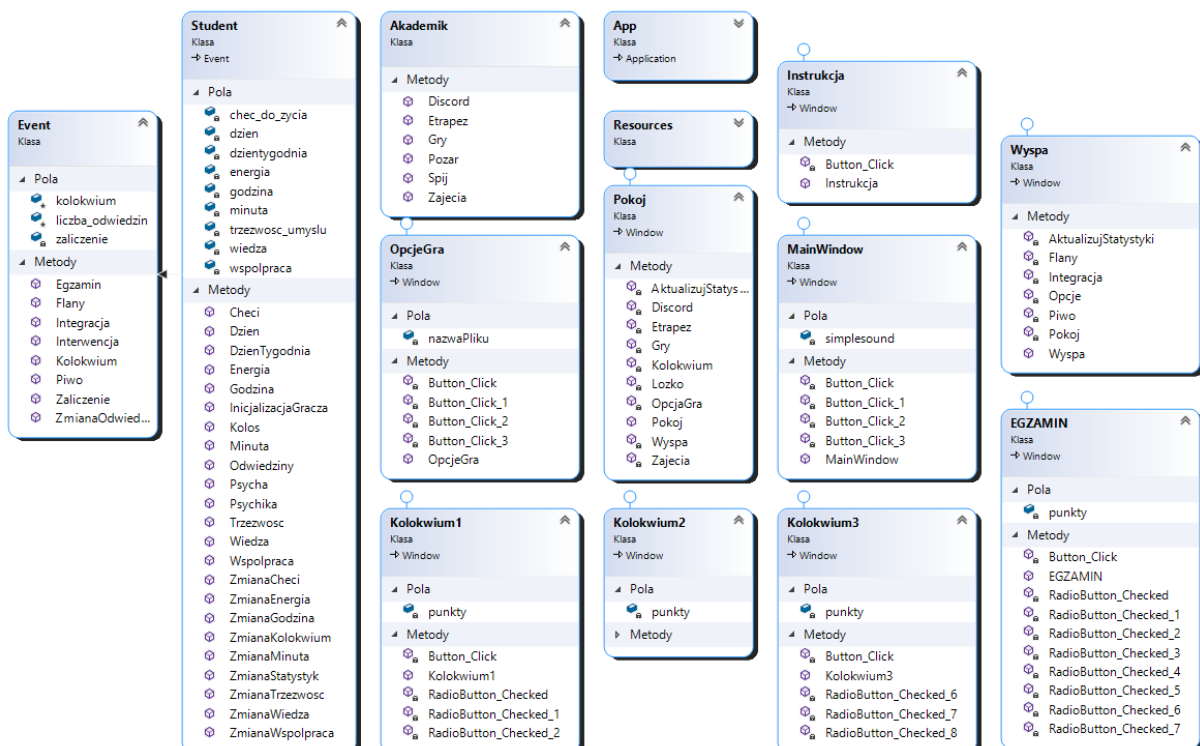 Event
Klasa
Pola
kolokwium
liczba_odwiedzin
zaliczenie
Metody
Egzamin
Flany
Integracja
Interwencja
Kolokwium
Piwo
Zaliczenie
ZmianaOdwied...
Student
Klasa
Event
Pola
chec_do_zycia
dzien
dzientygodnia
energia
godzina
minuta
trzezwosc_umyslu
wiedza
wspolpraca
Metody
Checi
Dzien
DzienTygodnia
Energia
Godzina
InicjalizacjaGracza
Kolos
Minuta
Odwiedziny
Psycha
Psychika
Trzezwosc
Wiedza
Wspolpraca
ZmianaCheci
ZmianaEnergia
ZmianaGodzina
ZmianaKolokwium
ZmianaMinuta
ZmianaStatystyk
ZmianaTrzezwosc
ZmianaWiedza
ZmianaWspolpraca
Akademik
Klasa
Metody
Discord
Etrapez
Gry
Pozar
Spij
Zajecia
OpcjeGra
Klasa
Window
Pola
nazwaPliku
Metody
Button_Click
Button_Click_1
Button_Click_2
Button_Click_3
OpcjeGra
Kolokwium1
Klasa
Window
Pola
punkty
Metody
Button_Click
Kolokwium1
RadioButton_Checked
RadioButton_Checked_1
RadioButton_Checked_2
App
Klasa
Application
Resources
Klasa
Pokoj
Klasa
Window
Metody
AktualizujStatys...
Discord
Etrapez
Gry
Kolokwium
Lozko
OpcjaGra
Pokoj
Wyspa
Zajecia
Kolokwium2
Klasa
Window
Pola
punkty
Metody
Instrukcja
Klasa
Window
Metody
Button_Click
Instrukcja
MainWindow
Klasa
Window
Pola
simplesound
Metody
Button_Click
Button_Click_1
Button_Click_2
Button_Click_3
MainWindow
Kolokwium3
Klasa
Window
Pola
punkty
Metody
Button_Click
Kolokwium3
RadioButton_Checked_6
RadioButton_Checked_7
RadioButton_Checked_8
Wyspa
Klasa
Window
Metody
AktualizujStatystyki
Flany
Integracja
Opcje
Piwo
Pokoj
Wyspa
EGZAMIN
Klasa
Window
Pola
punkty
Metody
Button_Click
EGZAMIN
RadioButton_Checked
RadioButton_Checked_1
RadioButton_Checked_2
RadioButton_Checked_3
RadioButton_Checked_4
RadioButton_Checked_5
RadioButton_Checked_6
RadioButton_Checked_7